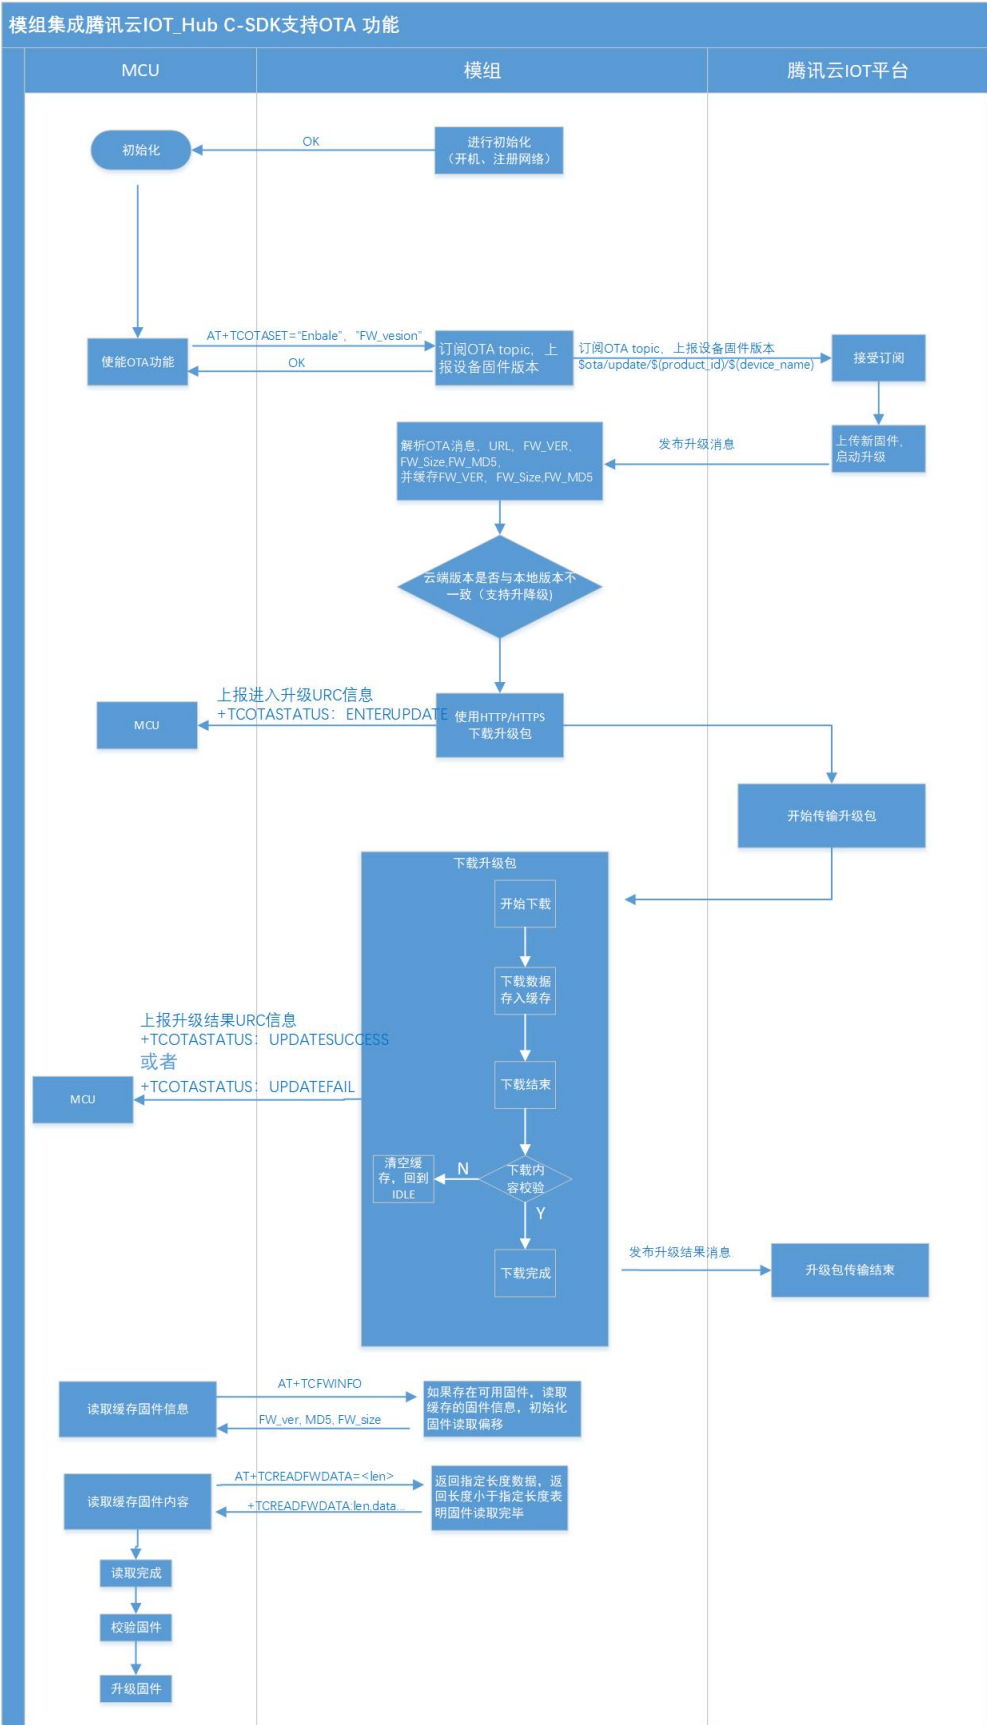 模组集成腾讯云IOT_Hub C-SDK支持OTA 功能
MCU
模组
腾讯云IOT平台
初始化
OK
进行初始化
（开机、注册网络）
使能OTA功能
AT+TCOTASET=“Enbale”，"FW_vesion"
OK
订阅OTA topic，上
报设备固件版本
订阅OTA topic，上报设备固件版本
$ota/update/$(product_id)/$(device_name)
接受订阅
上传新固件，
启动升级
发布升级消息
解析OTA消息，URL，FW_VER，
FW_Size,FW_MD5，
并缓存FW_VER，FW_Size,FW_MD5
云端版本是否与本地版本不
一致（支持升降级)
上报进入升级URC信息
+TCOTASTATUS：ENTERUPDATE
MCU
使用HTTP/HTTPS
下载升级包
开始传输升级包
下载升级包
开始下载
下载数据
存入缓存
上报升级结果URC信息
+TCOTASTATUS：UPDATESUCCESS
或者
+TCOTASTATUS：UPDATEFAIL
MCU
下载结束
下载内
容校验
N
清空缓
存，回到
IDLE
Y
下载完成
发布升级结果消息
升级包传输结束
读取缓存固件信息
AT+TCFWINFO
FW_ver, MD5, FW_size
如果存在可用固件，读取
缓存的固件信息，初始化
固件读取偏移
读取缓存固件内容
AT+TCREADFWDATA=<len>
+TCREADFWDATA:len,data...
返回指定长度数据，返
回长度小于指定长度表
明固件读取完毕
读取完成
校验固件
升级固件